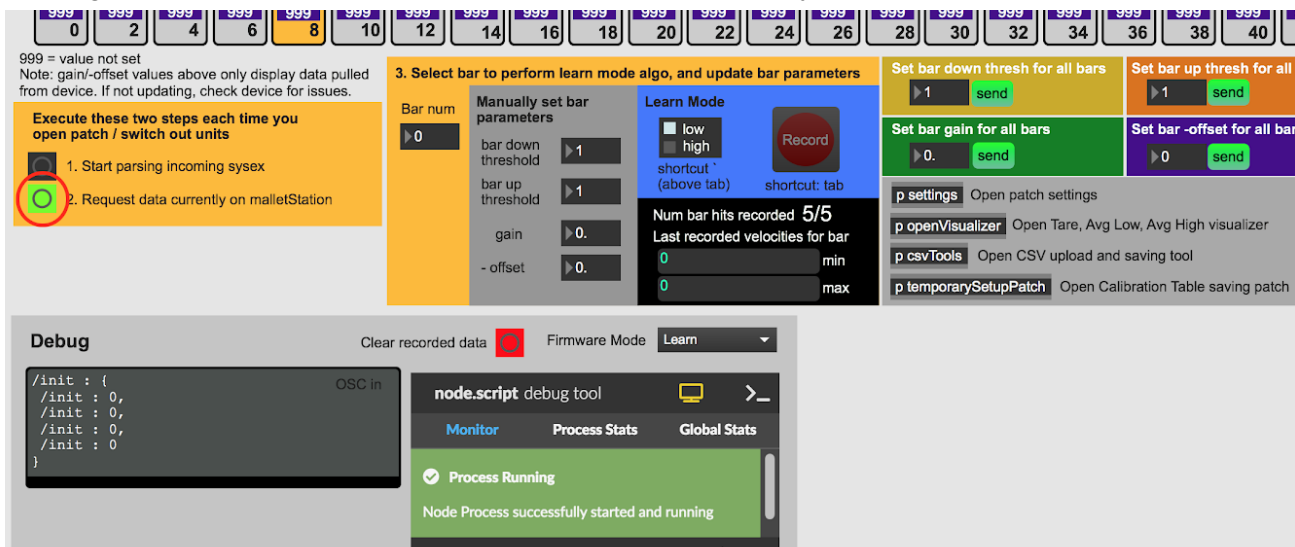 999 999 999 999 999 999 999 999 999 999 999 999 999 999 999 999 999 999 999 999 999
0 2 4 6 8 10 12 14 16 18 20 22 24 26 28 30 32 34 36 38 40
999 = value not set
Note: gain/-offset values above only display data pulled
from device. If not updating, check device for issues.
Execute these two steps each time you
open patch / switch out units
1. Start parsing incoming sysex
2. Request data currently on malletStation
3. Select bar to perform learn mode algo, and update bar parameters
Bar num
0
Manually set bar
parameters
bar down
threshold
1
bar up
threshold
1
gain
0.
- offset
0.
Learn Mode
low
high
shortcut `
(above tab)
Record
shortcut: tab
Num bar hits recorded 5/5
Last recorded velocities for bar
0 min
0 max
Set bar down thresh for all bars
1 send
Set bar up thresh for all
1 send
Set bar gain for all bars
0. send
Set bar -offset for all bar
0 send
p settings Open patch settings
p openVisualizer Open Tare, Avg Low, Avg High visualizer
p csvTools Open CSV upload and saving tool
p temporarySetupPatch Open Calibration Table saving patch
Debug
Clear recorded data
Firmware Mode Learn
OSC in
/init : {
/init : 0,
/init : 0,
/init : 0,
/init : 0
}
node.script debug tool
>_
Monitor Process Stats Global Stats
Process Running
Node Process successfully started and running